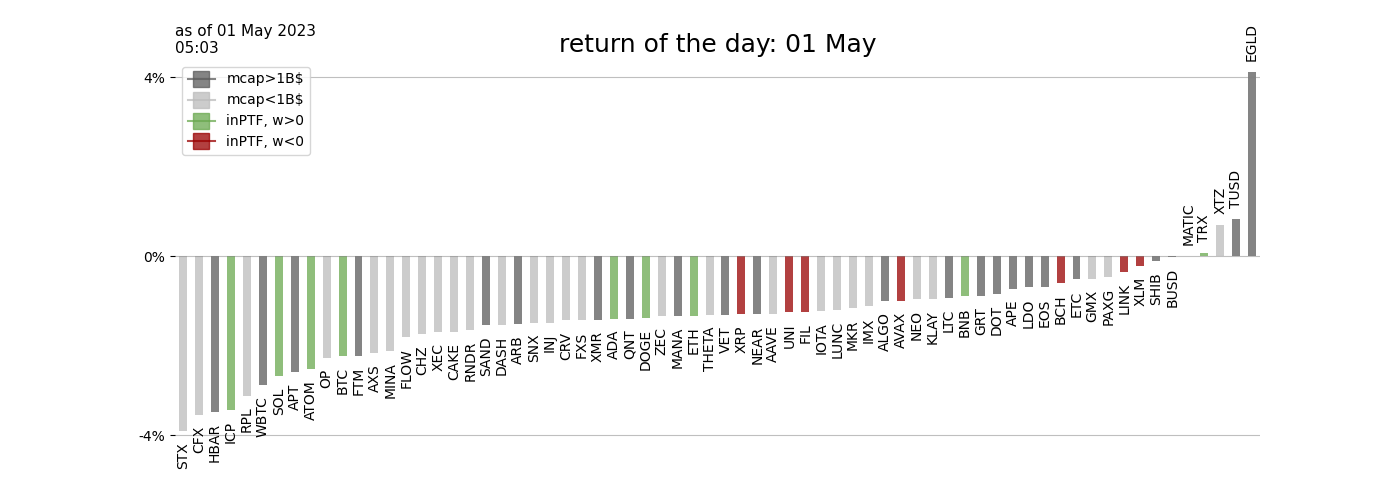 as of 01 May 2023
05:03
return of the day: 01 May
mcap>1B$
mcap<1B$
inPTF, w>0
inPTF, w<0
4%
0%
-4%
STX
CFX
HBAR
ICP
RPL
WBTC
SOL
APT
ATOM
OP
BTC
FTM
AXS
MINA
FLOW
CHZ
XEC
CAKE
RNDR
SAND
DASH
ARB
SNX
INJ
CRV
FXS
XMR
ADA
QNT
DOGE
ZEC
MANA
ETH
THETA
VET
XRP
NEAR
AAVE
UNI
FIL
IOTA
LUNC
MKR
IMX
ALGO
AVAX
NEO
KLAY
LTC
BNB
GRT
DOT
APE
LDO
EOS
BCH
ETC
GMX
PAXG
LINK
XLM
SHIB
BUSD
MATIC
TRX
XTZ
TUSD
EGLD